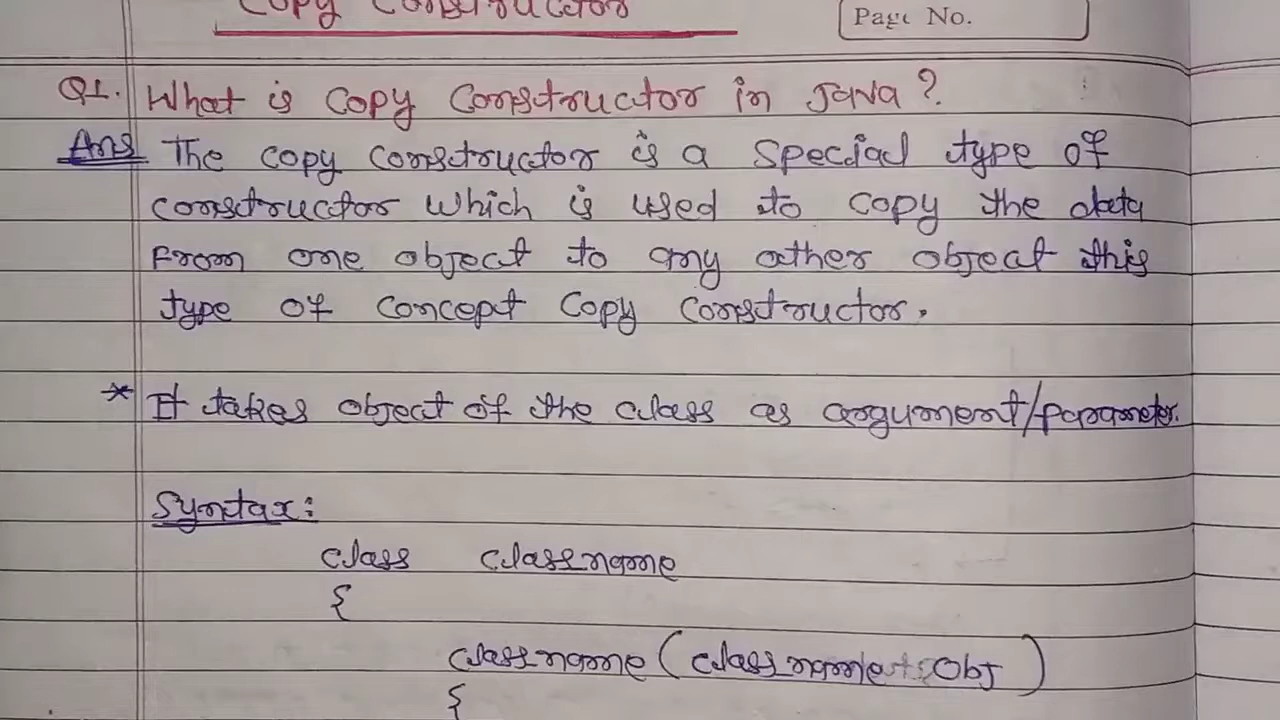 Copy Constructor
Page No.
Q1. What is Copy Constructor in Java?
Ans The copy constructor is a special type of
constructor which is used to copy the data
from one object to any other object this
type of concept Copy Constructor.
* It takes object of the class as argument/parameter.
Syntax:
class classname
{
classname (classname obj)
{